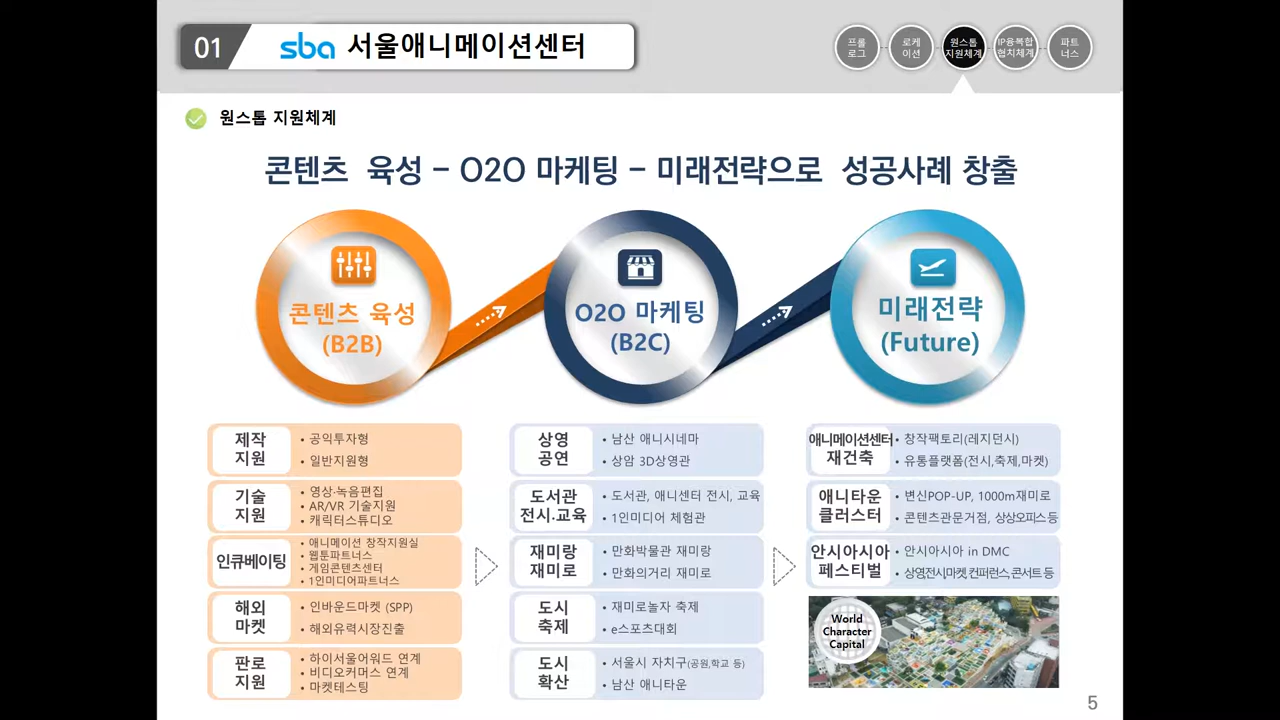 01
sba 서울애니메이션센터
프롤
로그
로케
이션
원스톱
지원체계
IP융복합
협치체계
파트
너스
원스톱 지원체계
콘텐츠 육성 – O2O 마케팅 – 미래전략으로 성공사례 창출
콘텐츠 육성
(B2B)
O2O 마케팅
(B2C)
미래전략
(Future)
제작
지원
• 공익투자형
• 일반지원형
기술
지원
• 영상·녹음편집
• AR/VR 기술지원
• 캐릭터스튜디오
인큐베이팅
• 애니메이션 창작지원실
• 웹툰파트너스
• 게임콘텐츠센터
• 1인미디어파트너스
해외
마켓
• 인바운드마켓 (SPP)
• 해외유력시장진출
판로
지원
• 하이서울어워드 연계
• 비디오커머스 연계
• 마켓테스팅
상영
공연
• 남산 애니시네마
• 상암 3D상영관
도서관
전시.교육
• 도서관, 애니센터 전시, 교육
• 1인미디어 체험관
재미랑
재미로
• 만화박물관 재미랑
• 만화의거리 재미로
도시
축제
• 재미로놀자 축제
• e스포츠대회
도시
확산
• 서울시 자치구(공원,학교 등)
• 남산 애니타운
애니메이션센터
재건축
• 창작팩토리(레지던시)
• 유통플랫폼(전시,축제,마켓)
애니타운
클러스터
• 변신POP-UP, 1000m재미로
• 콘텐츠관문거점, 상상오피스 등
안시아시아
페스티벌
• 안시아시아 in DMC
• 상영,전시,마켓,컨퍼런스,콘서트 등
World
Character
Capital
5